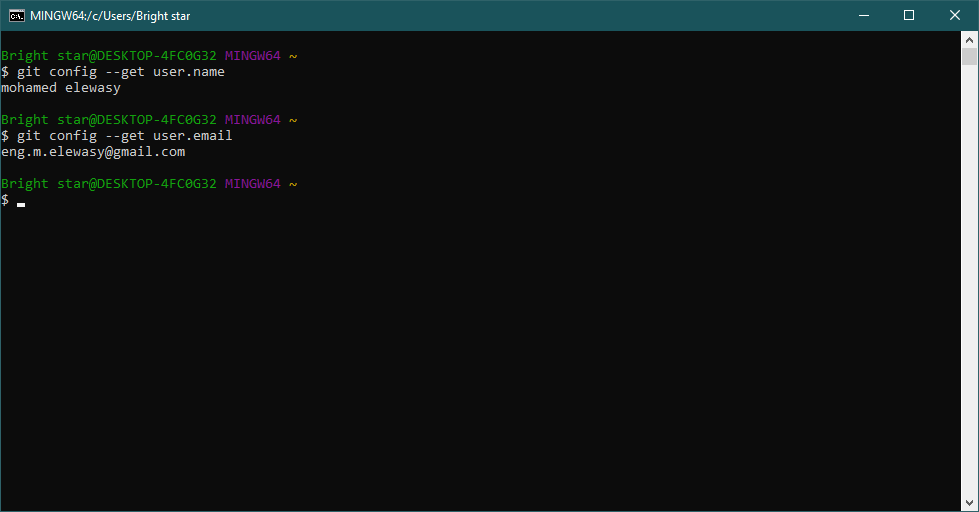 MINGW64:/c/Users/Bright star
Bright star@DESKTOP-4FC0G32 MINGW64 ~
$ git config --get user.name
mohamed elewasy
Bright star@DESKTOP-4FC0G32 MINGW64 ~
$ git config --get user.email
eng.m.elewasy@gmail.com
Bright star@DESKTOP-4FC0G32 MINGW64 ~
$